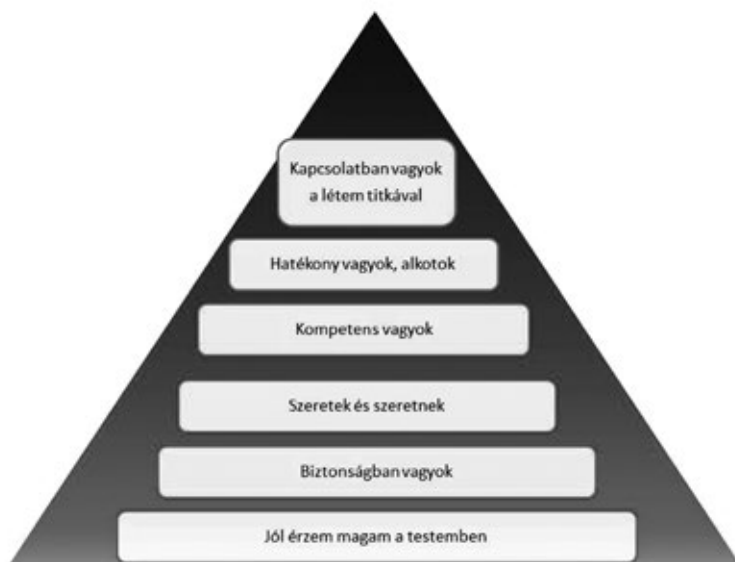 Kapcsolatban vagyok
a létem titkával
Hatékony vagyok, alkotok
Kompetens vagyok
Szeretek és szeretnek
Biztonságban vagyok
Jól érzem magam a testemben